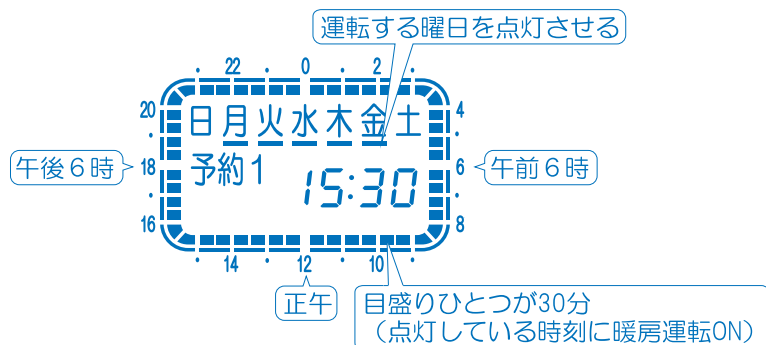 運転する曜日を点灯させる
22 · 0 · 2
20
4
日月火水木金土
午後6時
18
予約1
15:30
6
午前6時
16
8
14 · 12 · 10
正午
目盛りひとつが30分
(点灯している時刻に暖房運転ON)